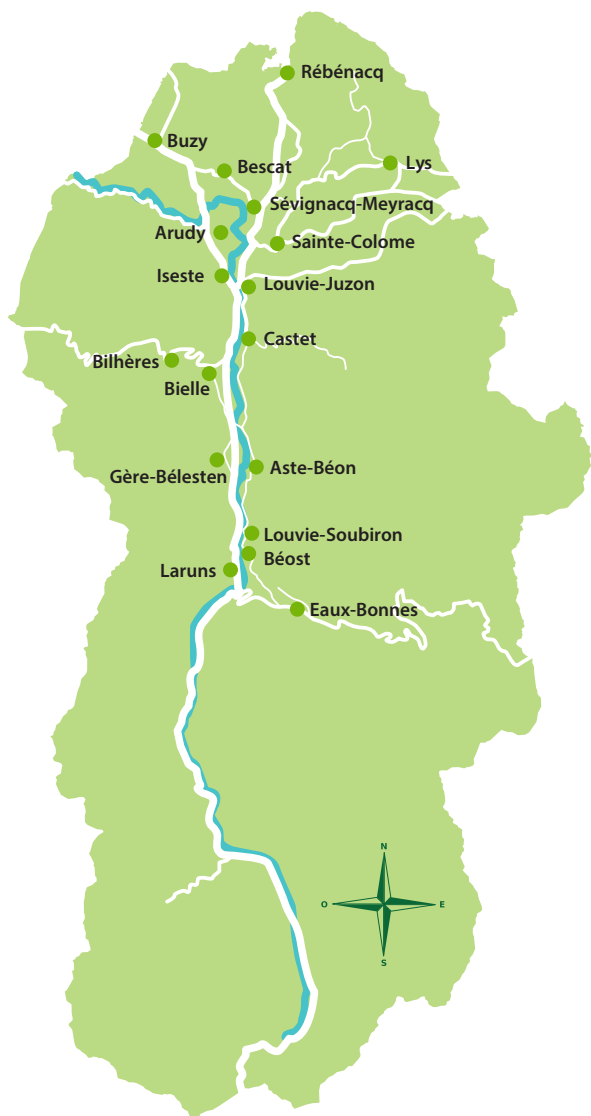 Rébénacq
Buzy
Bescat
Lys
Sévignacq-Meyracq
Arudy
Sainte-Colome
Iseste
Louvie-Juzon
Castet
Bilhères
Bielle
Gère-Bélesten
Aste-Béon
Louvie-Soubiron
Béost
Laruns
Eaux-Bonnes
N
O
E
S